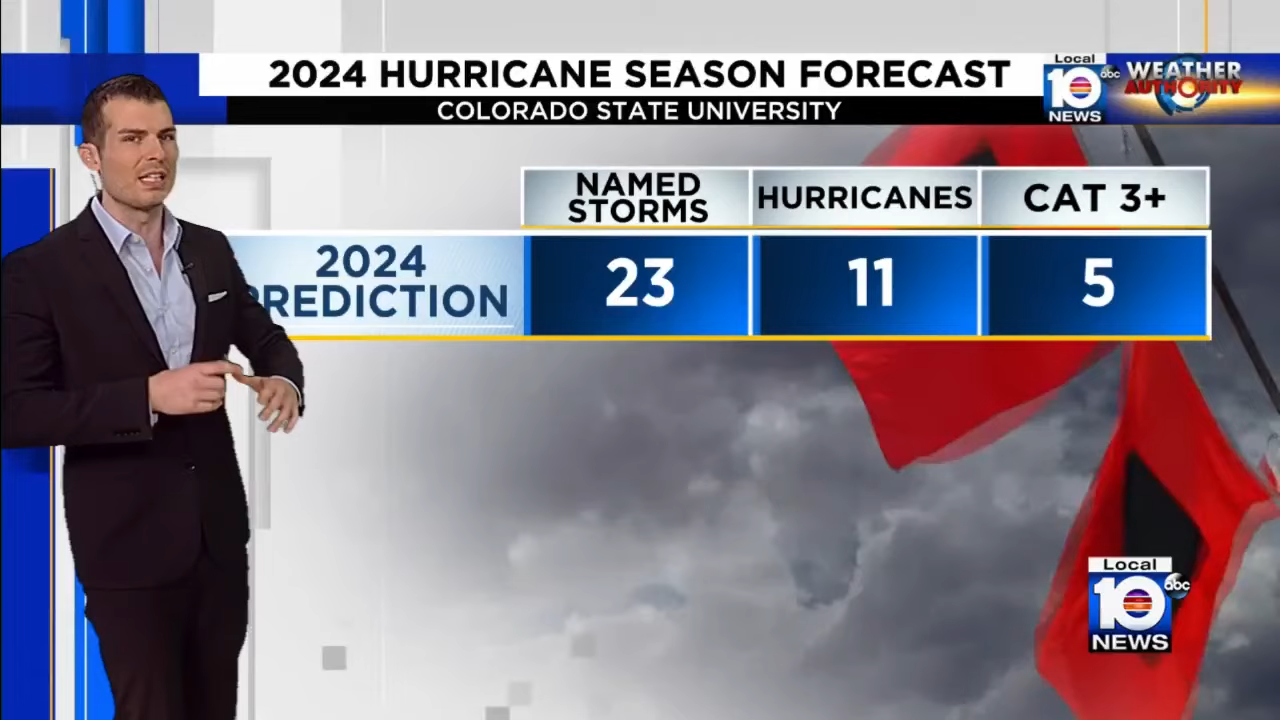 2024 HURRICANE SEASON FORECAST
COLORADO STATE UNIVERSITY
Local
10 abc
NEWS
WEATHER
AUTHORITY
NAMED
STORMS
HURRICANES
CAT 3+
2024
PREDICTION
23
11
5
Local
10 abc
NEWS